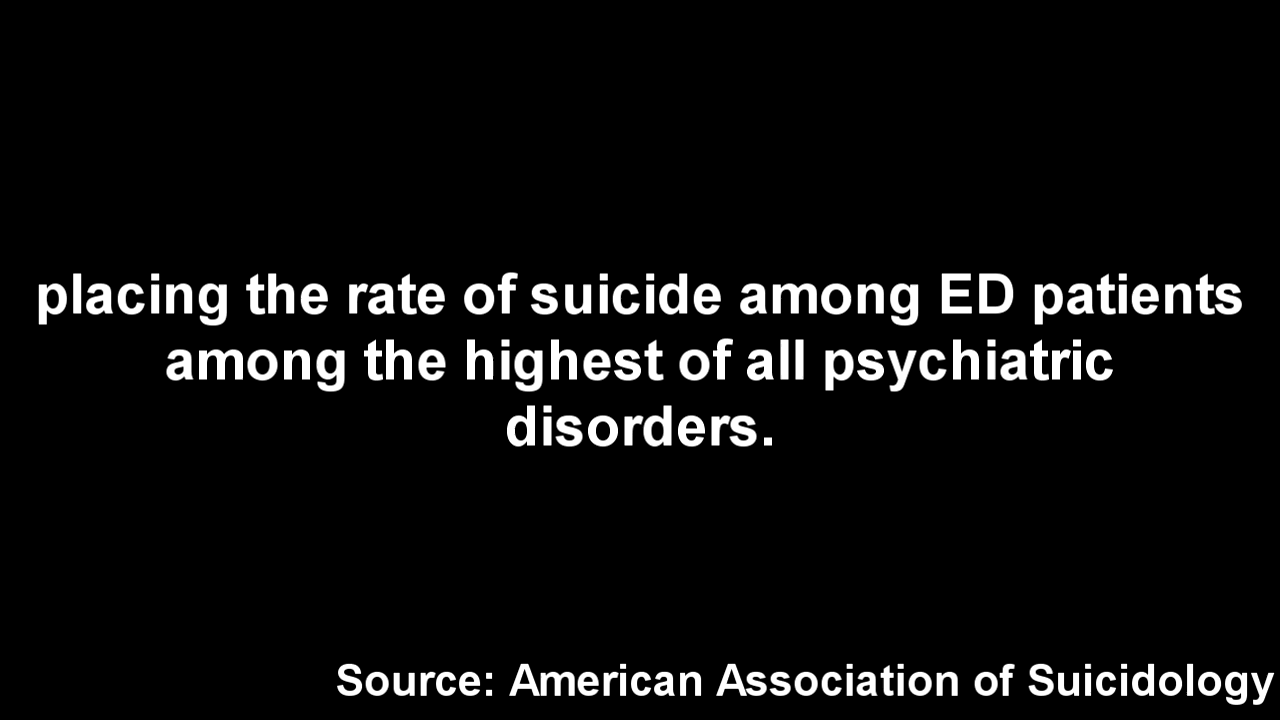 placing the rate of suicide among ED patients
among the highest of all psychiatric
disorders.
Source: American Association of Suicidology